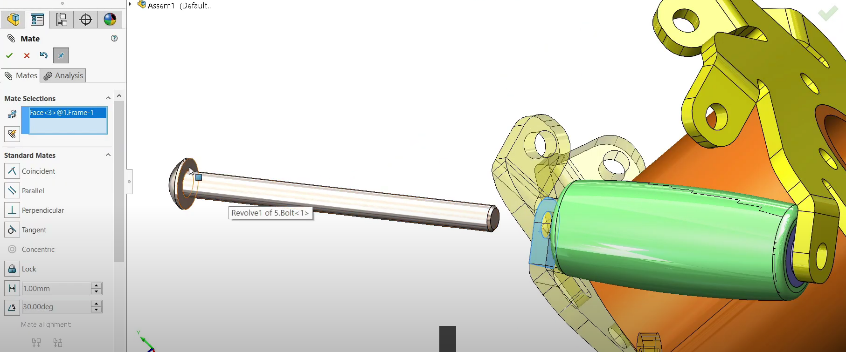 Assem1 (Default.
Mate
Mates
Analysis
Mate Selections
Face<3>@1.Frame-1
Standard Mates
Coincident
Parallel
Perpendicular
Tangent
Concentric
Lock
1.00mm
30.00deg
Mate alignment:
Revolve1 of 5.Bolt<1>
Y